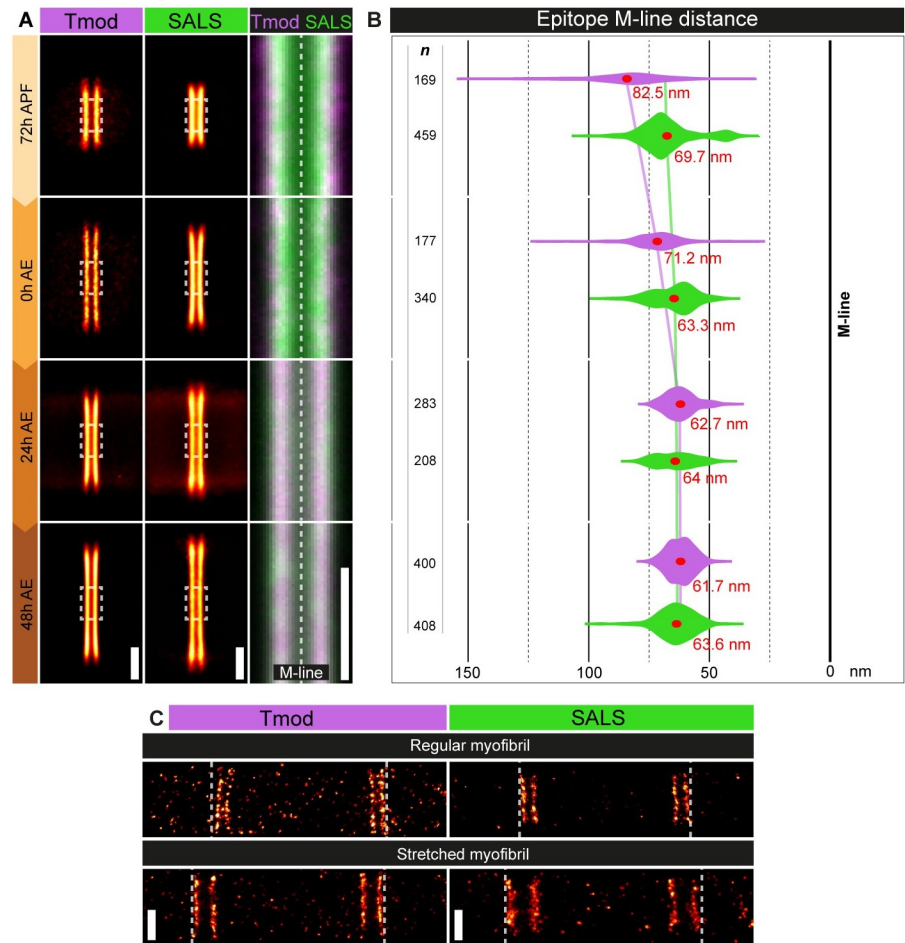 A
Tmod
SALS
Tmod SALS
72h APF
0h AE
24h AE
48h AE
M-line
B
Epitope M-line distance
n
169
82.5 nm
459
69.7 nm
177
71.2 nm
340
63.3 nm
283
62.7 nm
208
64 nm
400
61.7 nm
408
63.6 nm
M-line
150
100
50
0
nm
C
Tmod
SALS
Regular myofibril
Stretched myofibril